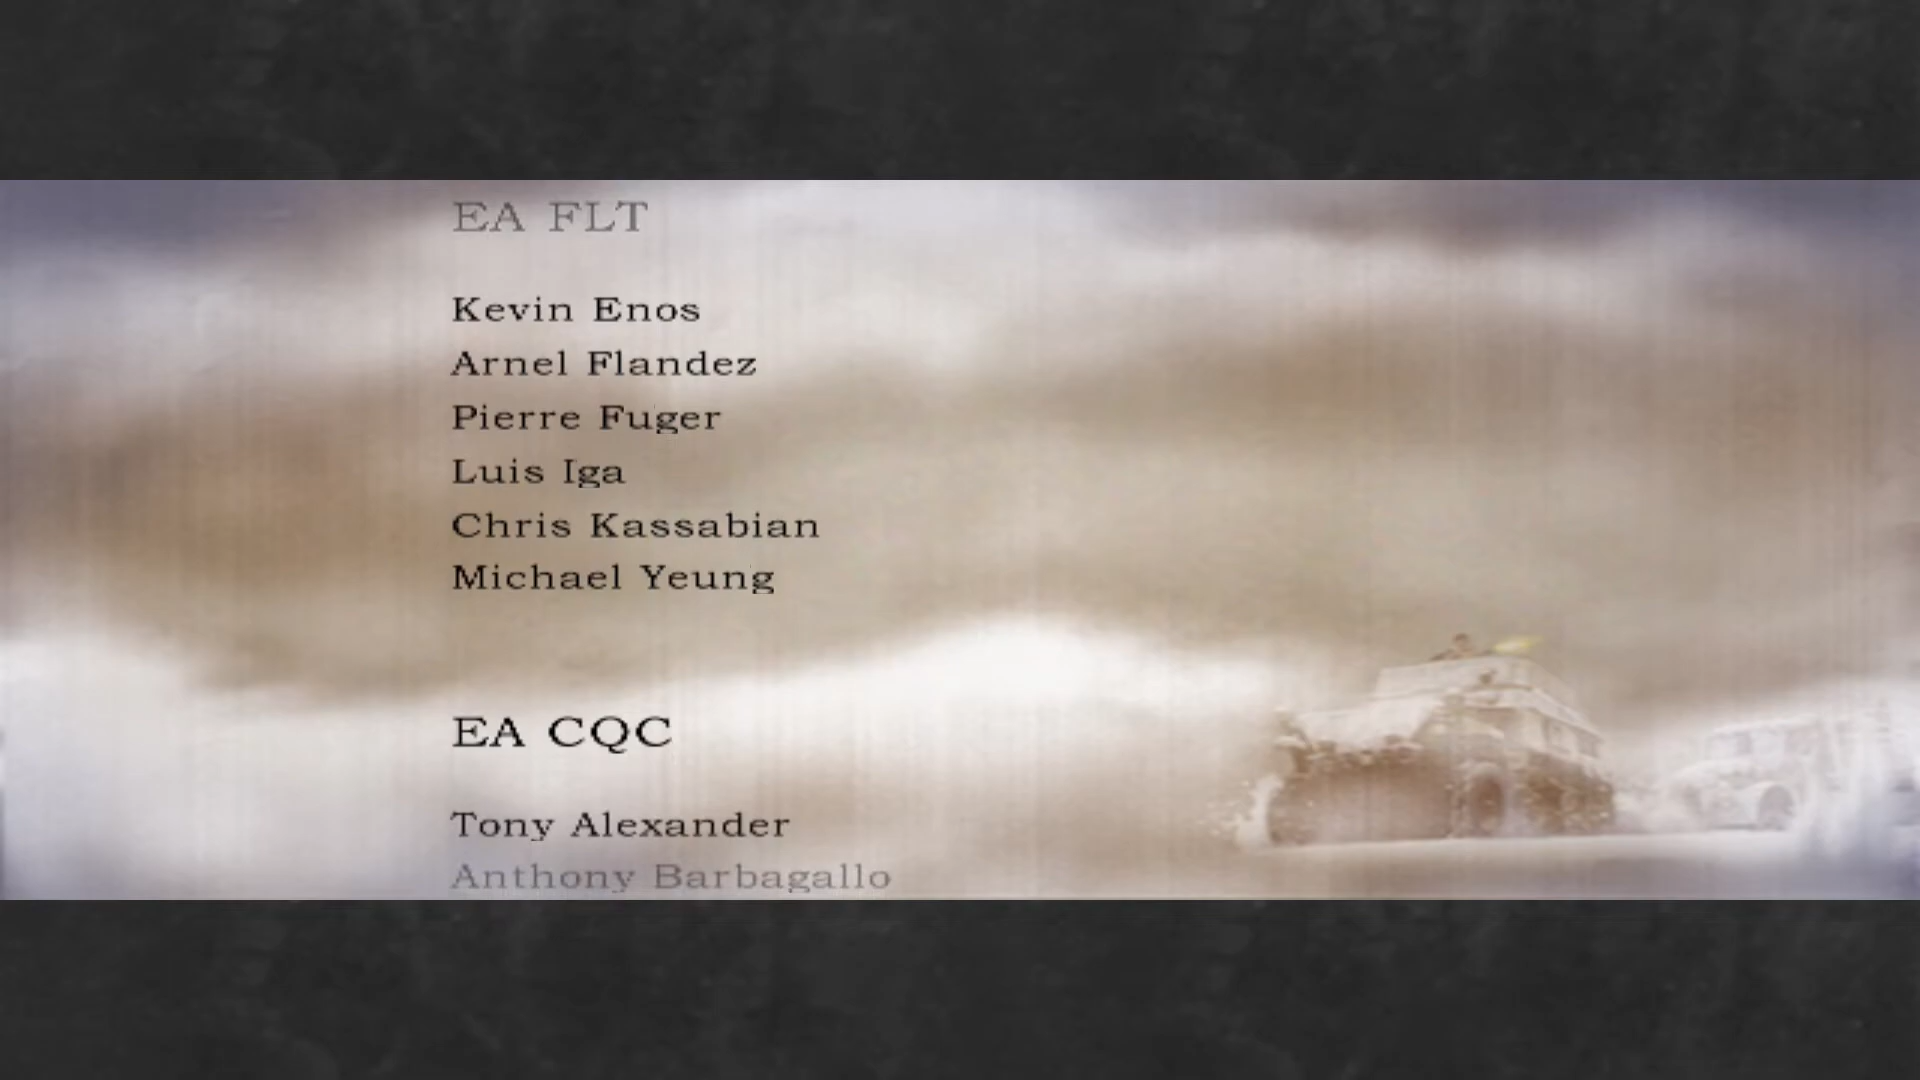 EA FLT
Kevin Enos
Arnel Flandez
Pierre Fuger
Luis Iga
Chris Kassabian
Michael Yeung
EA CQC
Tony Alexander
Anthony Barbagallo